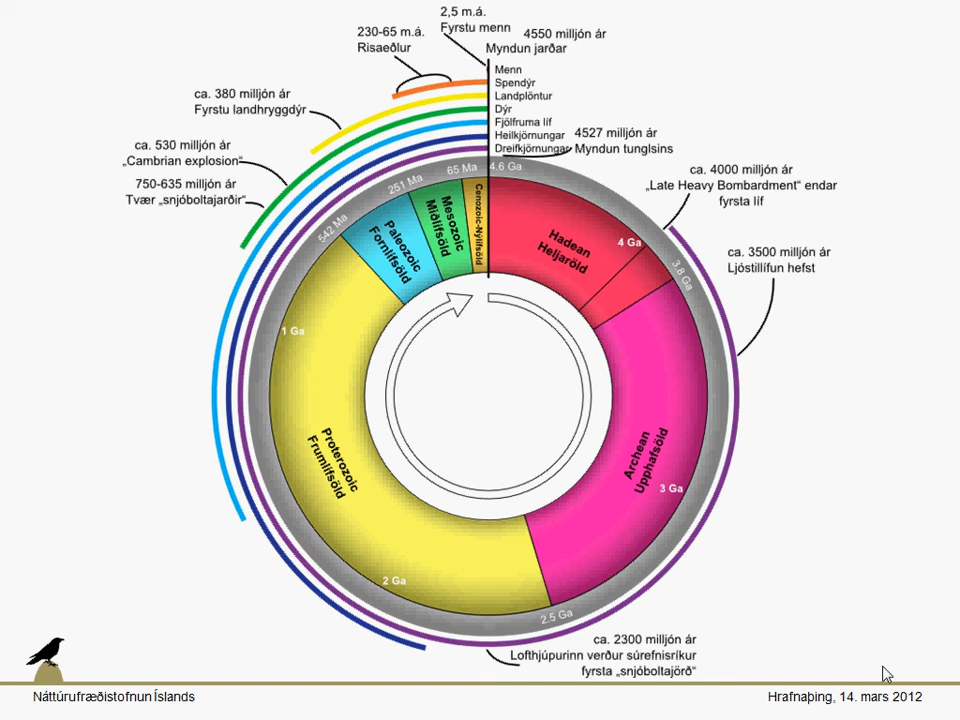 2,5 m.á.
Fyrstu menn
230-65 m.á.
Risaeðlur
4550 milljón ár
Myndun jarðar
Menn
Spendýr
Landplöntur
Dýr
Fjölfruma líf
Heilkjörnungar
Dreifkjörnungar
4527 milljón ár
Myndun tunglsins
ca. 380 milljón ár
Fyrstu landhryggdýr
ca. 530 milljón ár
„Cambrian explosion“
750-635 milljón ár
Tvær „snjóboltajarðir“
ca. 4000 milljón ár
„Late Heavy Bombardment“ endar
fyrsta líf
ca. 3500 milljón ár
Ljóstillífun hefst
542 Ma
251 Ma
65 Ma
4.6 Ga
Paleozoic
Fornlífsöld
Mesozoic
Miðlífsöld
Cenozoic-Nýlífsöld
Hadean
Heljaröld
4 Ga
3.8 Ga
1 Ga
Proterozoic
Frumlífsöld
Archean
Upphafsöld
3 Ga
2 Ga
2.5 Ga
ca. 2300 milljón ár
Lofthjúpurinn verður súrefnisríkur
fyrsta „snjóboltajörð“
Náttúrufræðistofnun Íslands
Hrafnaþing, 14. mars 2012